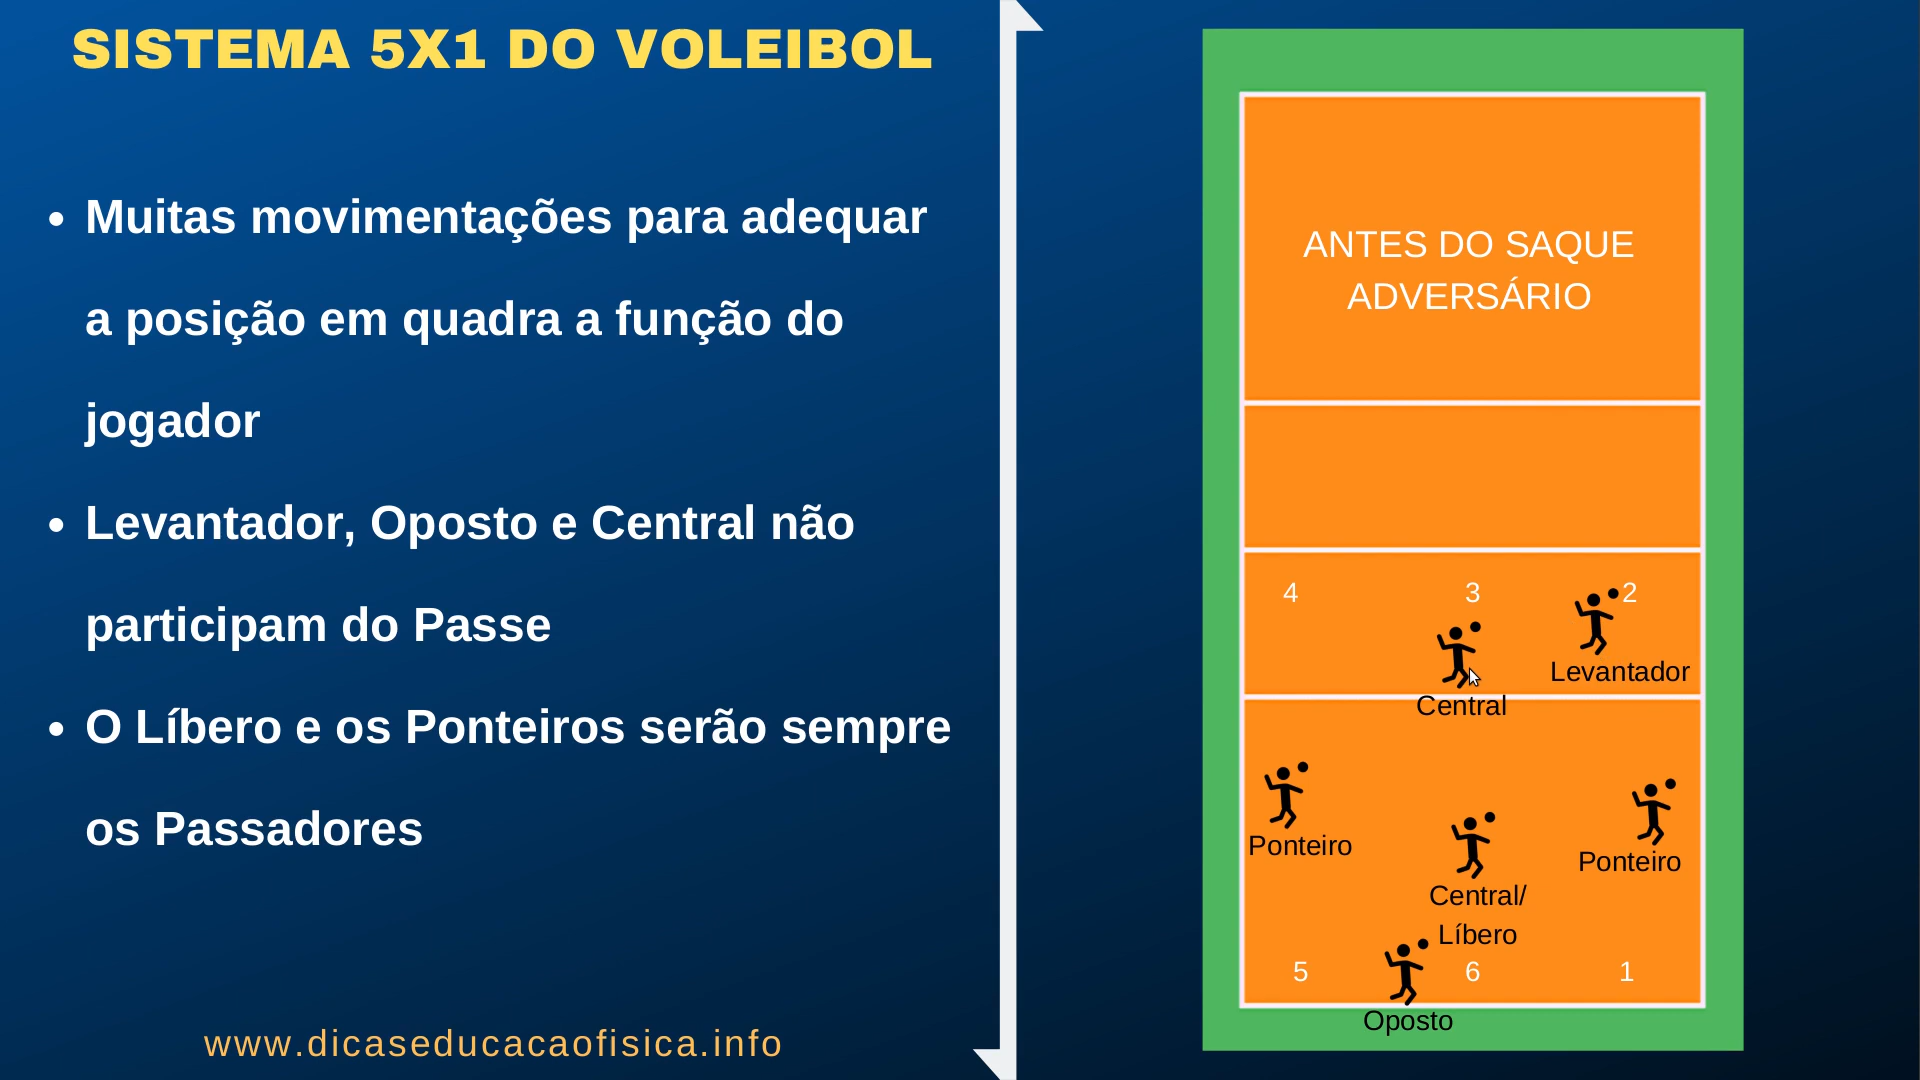 SISTEMA 5X1 DO VOLEIBOL
• Muitas movimentações para adequar
a posição em quadra a função do
jogador
• Levantador, Oposto e Central não
participam do Passe
• O Líbero e os Ponteiros serão sempre
os Passadores
www.dicaseducacaofisica.info
ANTES DO SAQUE
ADVERSÁRIO
4 3 2
Levantador
Central
Ponteiro
Ponteiro
Central/
Líbero
5 6 1
Oposto